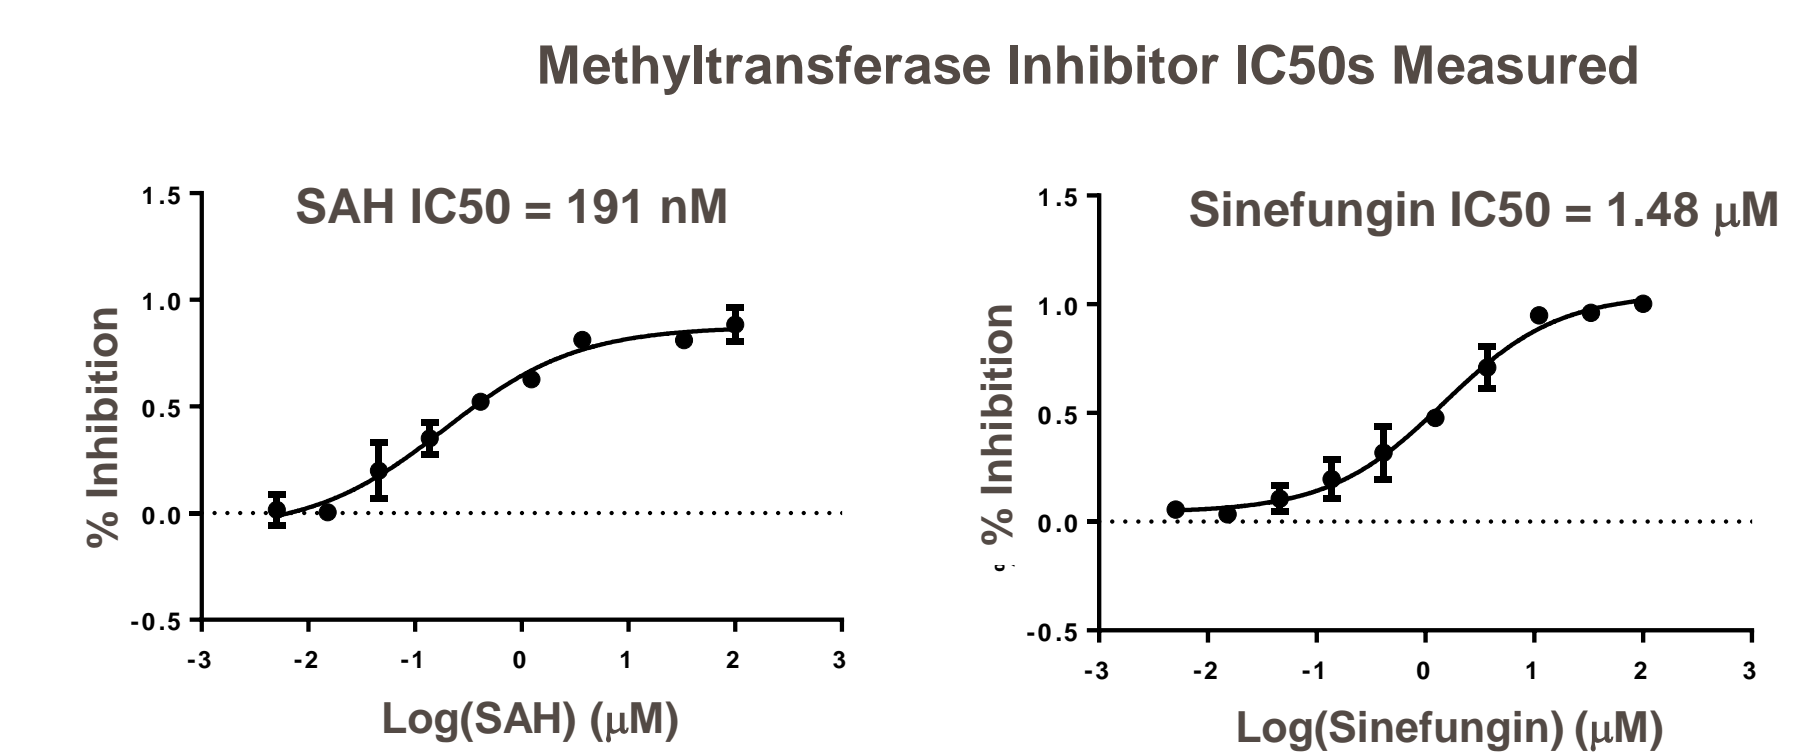 Methyltransferase Inhibitor IC50s Measured
SAH IC50 = 191 nM
1.5
1.0
0.5
0.0
-0.5
% Inhibition
-3 -2 -1 0 1 2 3
Log(SAH) (μM)
Sinefungin IC50 = 1.48 μM
1.5
1.0
0.5
0.0
-0.5
% Inhibition
-3 -2 -1 0 1 2 3
Log(Sinefungin) (μM)